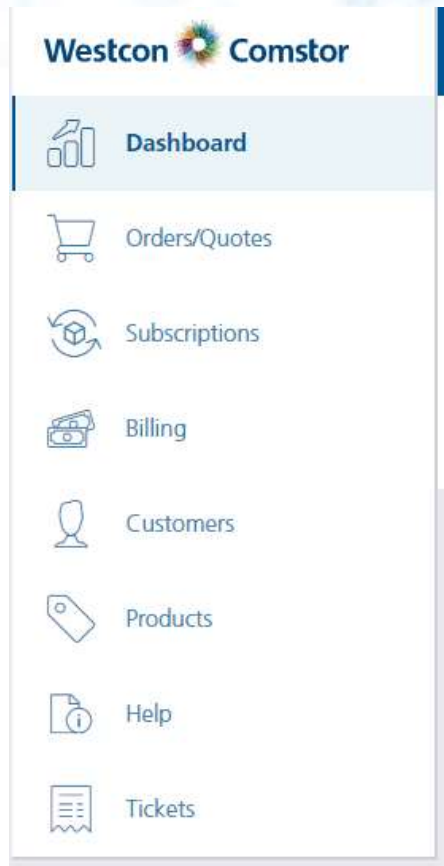 Westcon Comstor
Dashboard
Orders/Quotes
Subscriptions
Billing
Customers
Products
Help
Tickets